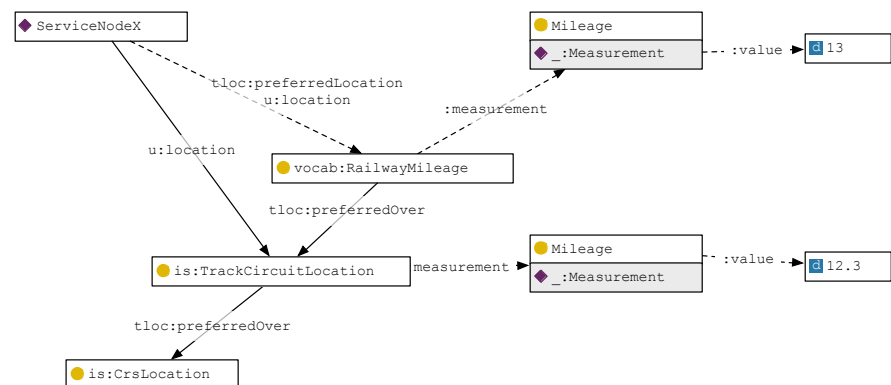 ServiceNodeX
Mileage
_:Measurement
:value
d 13
tloc:preferredLocation
u:location
:measurement
u:location
vocab:RailwayMileage
tloc:preferredOver
Mileage
_:Measurement
:value
d 12.3
is:TrackCircuitLocation
measurement
tloc:preferredOver
is:CrsLocation